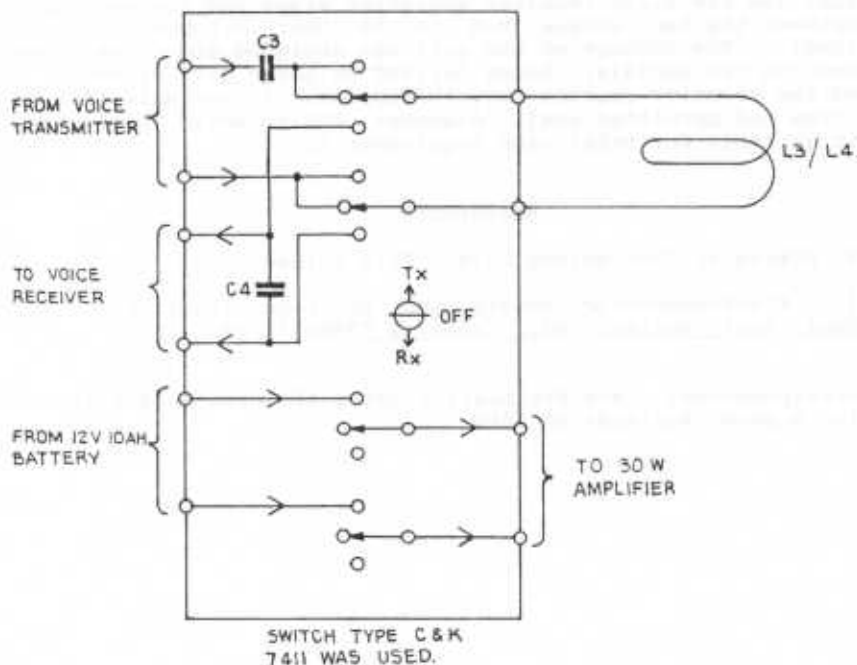 C3
FROM VOICE
TRANSMITTER
L3/L4
TO VOICE
RECEIVER
C4
Tx
OFF
Rx
FROM 12V 10AH
BATTERY
TO 30 W
AMPLIFIER
SWITCH TYPE C & K
7411 WAS USED.